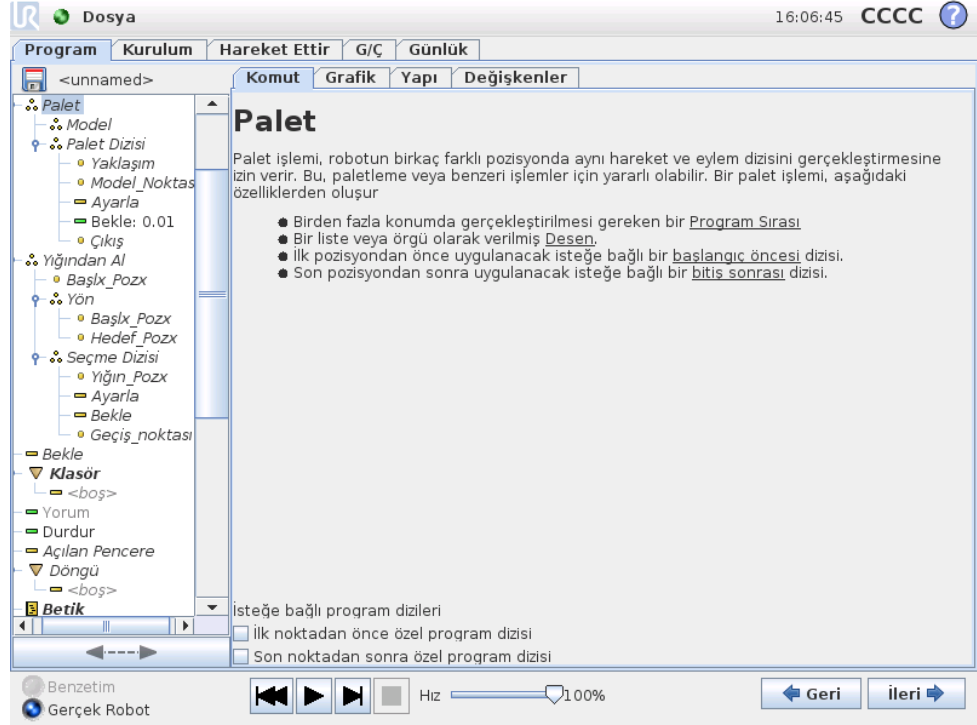 UR Dosya 16:06:45 CCCC ?
Program Kurulum Hareket Ettir G/Ç Günlük
<unnamed>
Komut Grafik Yapı Değişkenler
Palet
Model
Palet Dizisi
Yaklaşım
Model_Noktas
Ayarla
Bekle: 0.01
Çıkış
Yığından Al
Başlx_Pozx
Yön
Başlx_Pozx
Hedef_Pozx
Seçme Dizisi
Yığın_Pozx
Ayarla
Bekle
Geçiş_noktası
Bekle
Klasör
<boş>
Yorum
Durdur
Açılan Pencere
Döngü
<boş>
Betik
Palet
Palet işlemi, robotun birkaç farklı pozisyonda aynı hareket ve eylem dizisini gerçekleştirmesine
izin verir. Bu, paletleme veya benzeri işlemler için yararlı olabilir. Bir palet işlemi, aşağıdaki
özelliklerden oluşur
● Birden fazla konumda gerçekleştirilmesi gereken bir Program Sırası
● Bir liste veya örgü olarak verilmiş Desen.
● İlk pozisyondan önce uygulanacak isteğe bağlı bir başlangıç öncesi dizisi.
● Son pozisyondan sonra uygulanacak isteğe bağlı bir bitiş sonrası dizisi.
İsteğe bağlı program dizileri
İlk noktadan önce özel program dizisi
Son noktadan sonra özel program dizisi
Benzetim
Gerçek Robot
Hız 100%
Geri İleri